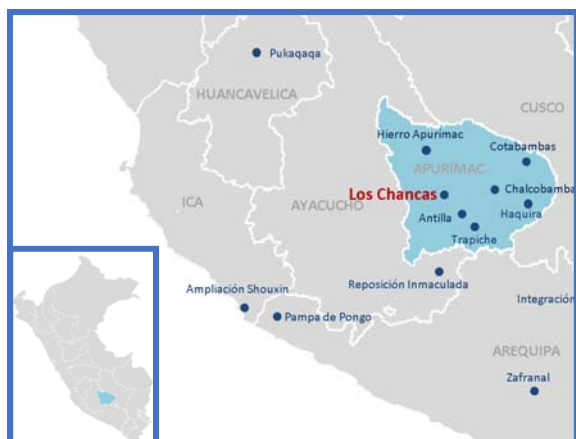 Pukaqaqa
HUANCAVELICA
CUSCO
Hierro Apurimac
Cotabambas
APURÍMAC
Los Chancas
Chalcobamba
ICA
AYACUCHO
Antilla
Haquira
Trapiche
Ampliación Shouxin
Reposición Inmaculada
Pampa de Pongo
Integración
AREQUIPA
Zafranal